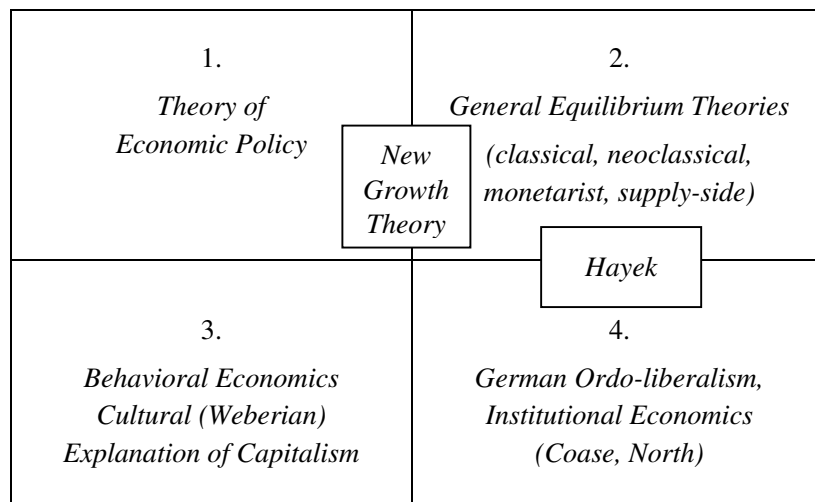 1.
Theory of
Economic Policy
2.
General Equilibrium Theories
(classical, neoclassical,
monetarist, supply-side)
New
Growth
Theory
Hayek
3.
Behavioral Economics
Cultural (Weberian)
Explanation of Capitalism
4.
German Ordo-liberalism,
Institutional Economics
(Coase, North)